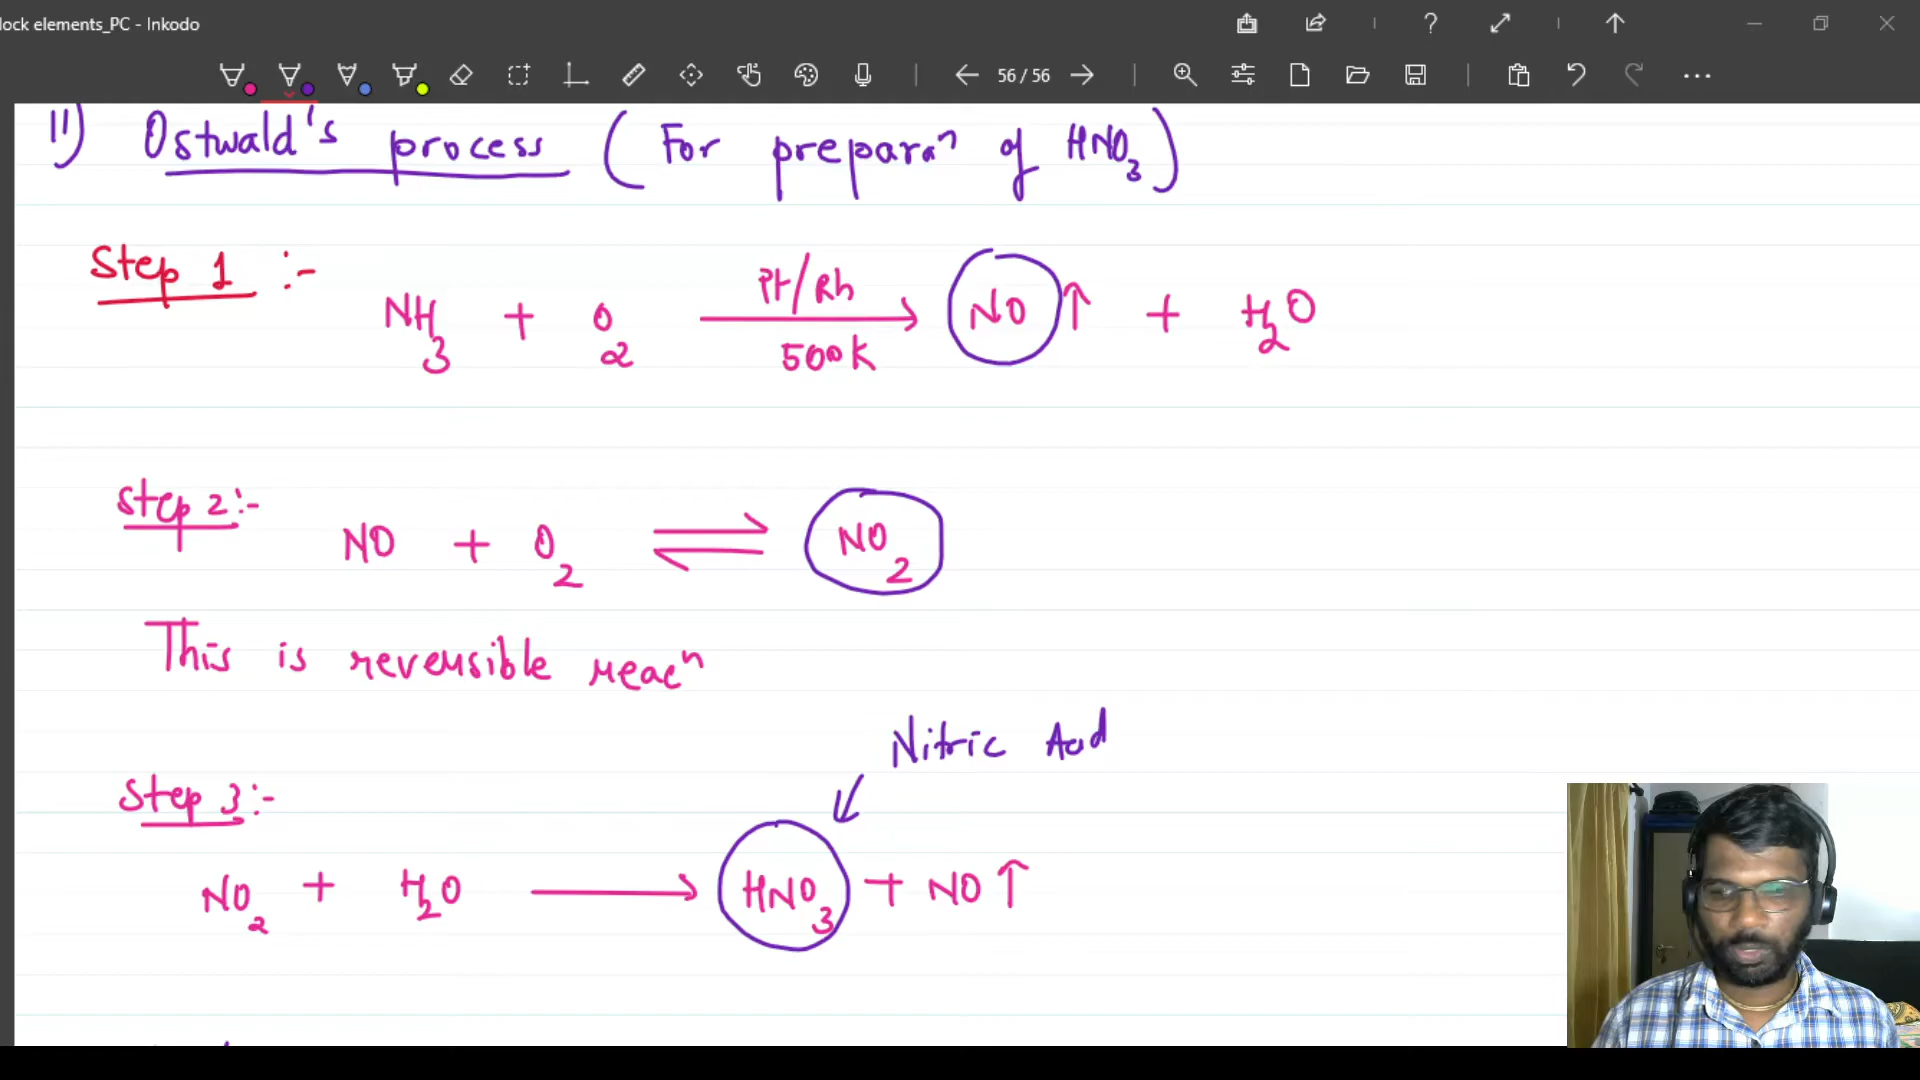 lock elements_PC - Inkodo
56 / 56
11) Ostwald's process (For preparaⁿ of HNO₃)
Step 1 :-
NH₃ + O₂ —Pt/Rh 500K→ NO↑ + H₂O
Step 2 :-
NO + O₂ ⇌ NO₂
This is reversible reacⁿ
Nitric Acid
Step 3 :-
NO₂ + H₂O → HNO₃ + NO↑